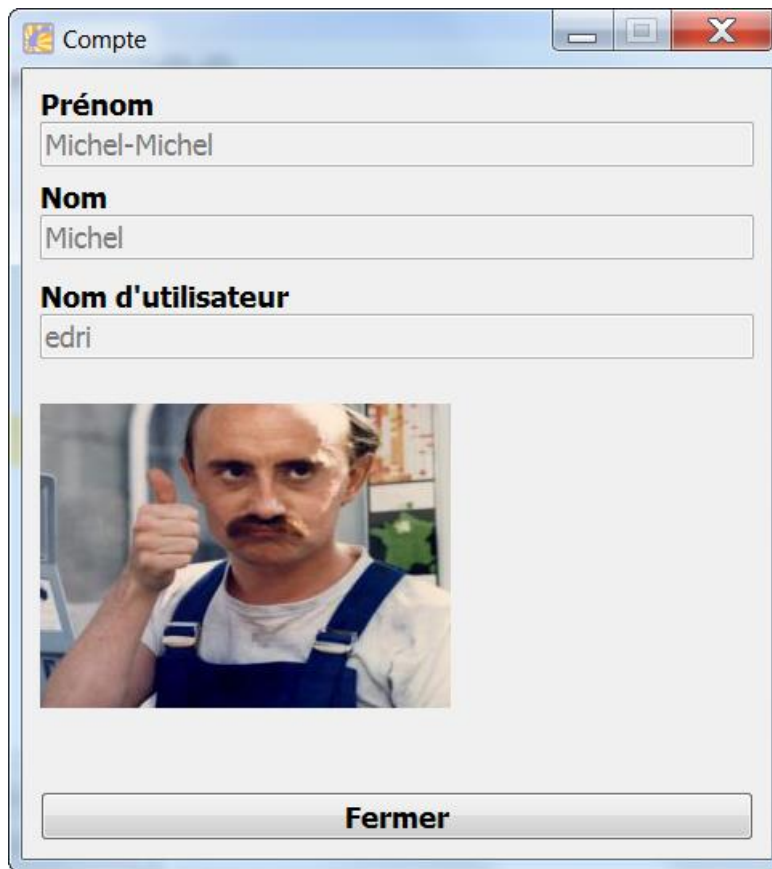 Compte
Prénom
Michel-Michel
Nom
Michel
Nom d'utilisateur
edri
Fermer